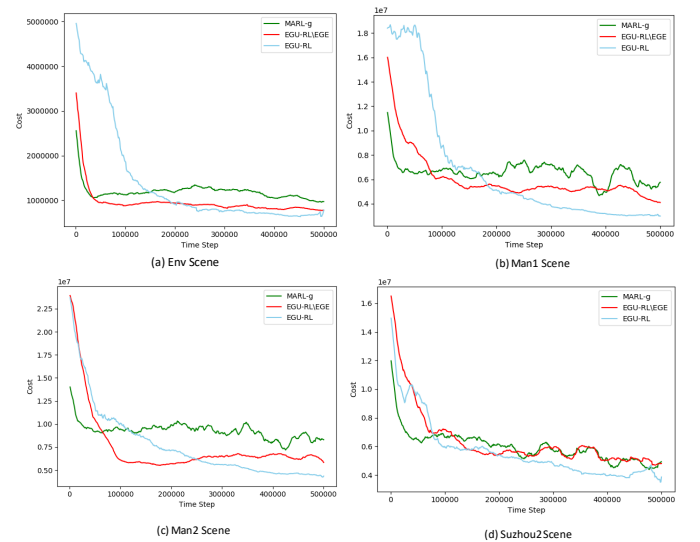 5000000
4000000
3000000
2000000
1000000
Cost
MARL-g
EGU-RL\EGE
EGU-RL
0
100000
200000
300000
400000
500000
Time Step
(a) Env Scene
1e7
1.8
1.6
1.4
1.2
1.0
0.8
0.6
0.4
Cost
MARL-g
EGU-RL\EGE
EGU-RL
0
100000
200000
300000
400000
500000
Time Step
(b) Man1 Scene
1e7
2.25
2.00
1.75
1.50
1.25
1.00
0.75
0.50
Cost
MARL-g
EGU-RL\EGE
EGU-RL
0
100000
200000
300000
400000
500000
Time Step
(c) Man2 Scene
1e7
1.6
1.4
1.2
1.0
0.8
0.6
0.4
Cost
MARL-g
EGU-RL\EGE
EGU-RL
0
100000
200000
300000
400000
500000
Time Step
(d) Suzhou2Scene